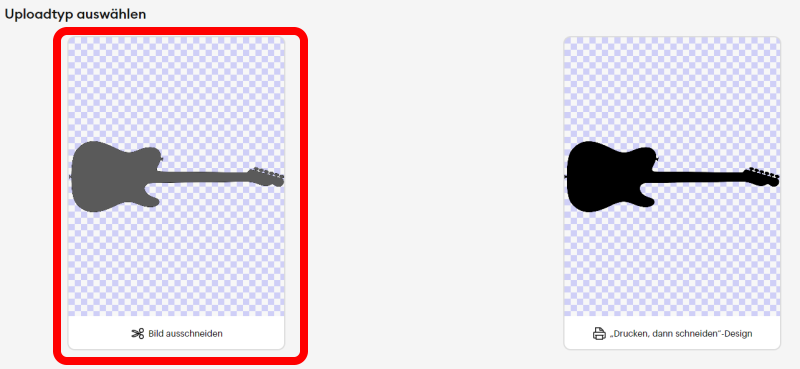 Uploadtyp auswählen
Bild ausschneiden
„Drucken, dann schneiden“-Design